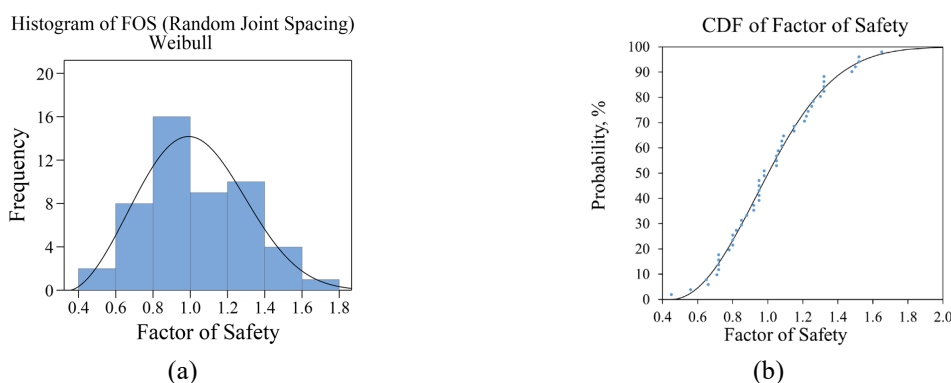 Histogram of FOS (Random Joint Spacing)
Weibull
Frequency
20
16
12
8
4
0
0.4 0.6 0.8 1.0 1.2 1.4 1.6 1.8
Factor of Safety
(a)
CDF of Factor of Safety
Probability, %
100
90
80
70
60
50
40
30
20
10
0
0.4 0.6 0.8 1.0 1.2 1.4 1.6 1.8 2.0
Factor of Safety
(b)